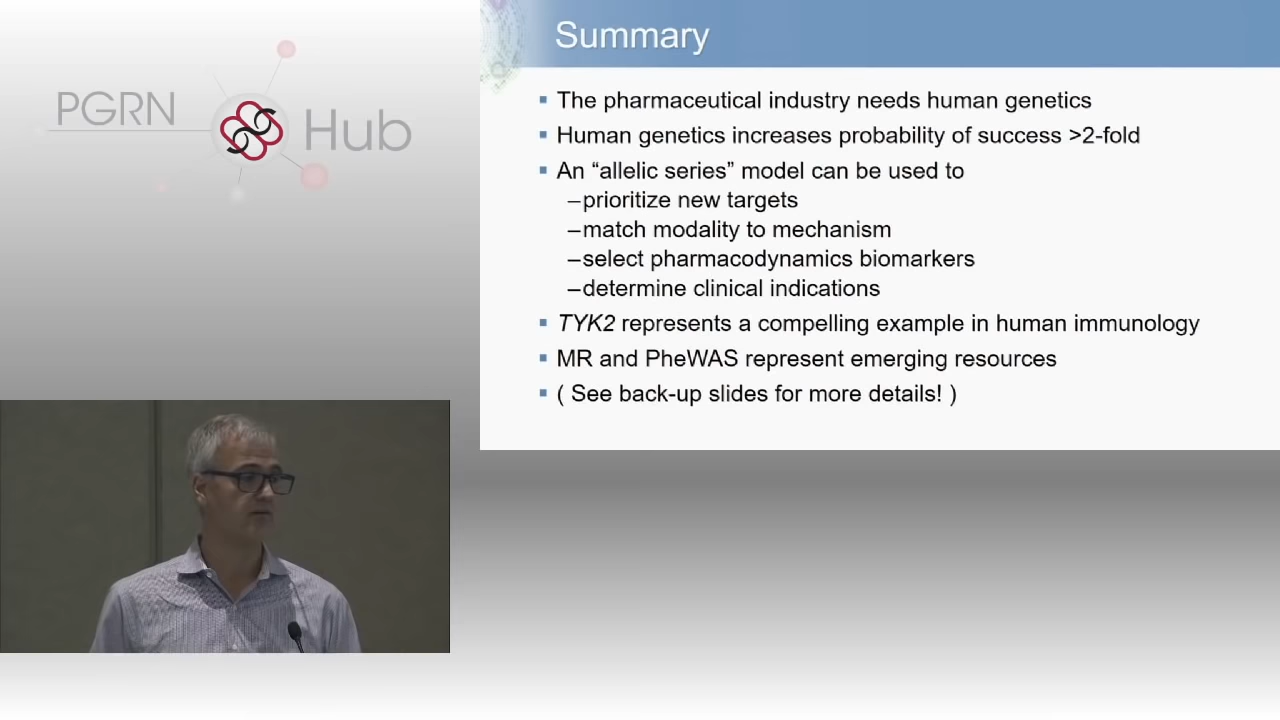 PGRN
Hub
Summary
▪ The pharmaceutical industry needs human genetics
▪ Human genetics increases probability of success >2-fold
▪ An “allelic series” model can be used to
–prioritize new targets
–match modality to mechanism
–select pharmacodynamics biomarkers
–determine clinical indications
▪ TYK2 represents a compelling example in human immunology
▪ MR and PheWAS represent emerging resources
▪ ( See back-up slides for more details! )